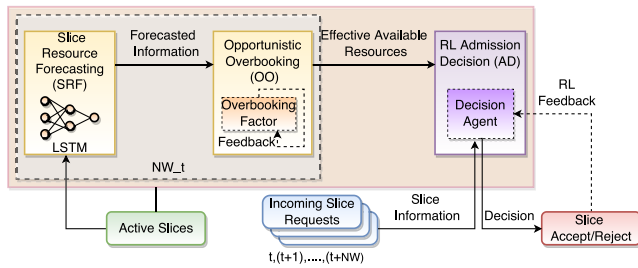 Slice
Resource
Forecasting
(SRF)
LSTM
Forecasted
Information
Opportunistic
Overbooking (OO)
Overbooking
Factor
Feedback
NW_t
Effective Available
Resources
RL Admission
Decision (AD)
Decision
Agent
RL
Feedback
Active Slices
Incoming Slice
Requests
t,(t+1),....,(t+NW)
Slice
Information
Decision
Slice
Accept/Reject